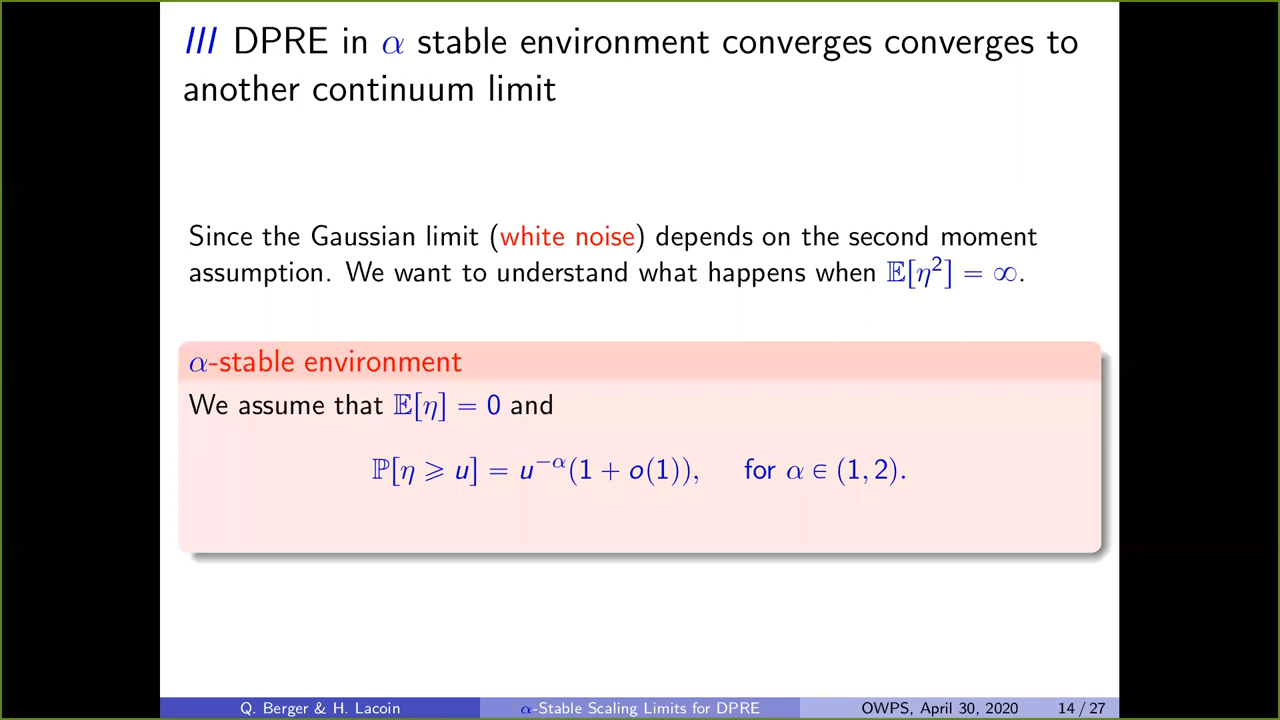 III DPRE in α stable environment converges converges to
another continuum limit
Since the Gaussian limit (white noise) depends on the second moment
assumption. We want to understand what happens when 𝔼[η²] = ∞.
α-stable environment
We assume that 𝔼[η] = 0 and
ℙ[η ⩾ u] = u^{−α}(1 + o(1)), for α ∈ (1, 2).
Q. Berger & H. Lacoin α-Stable Scaling Limits for DPRE OWPS, April 30, 2020 14 / 27